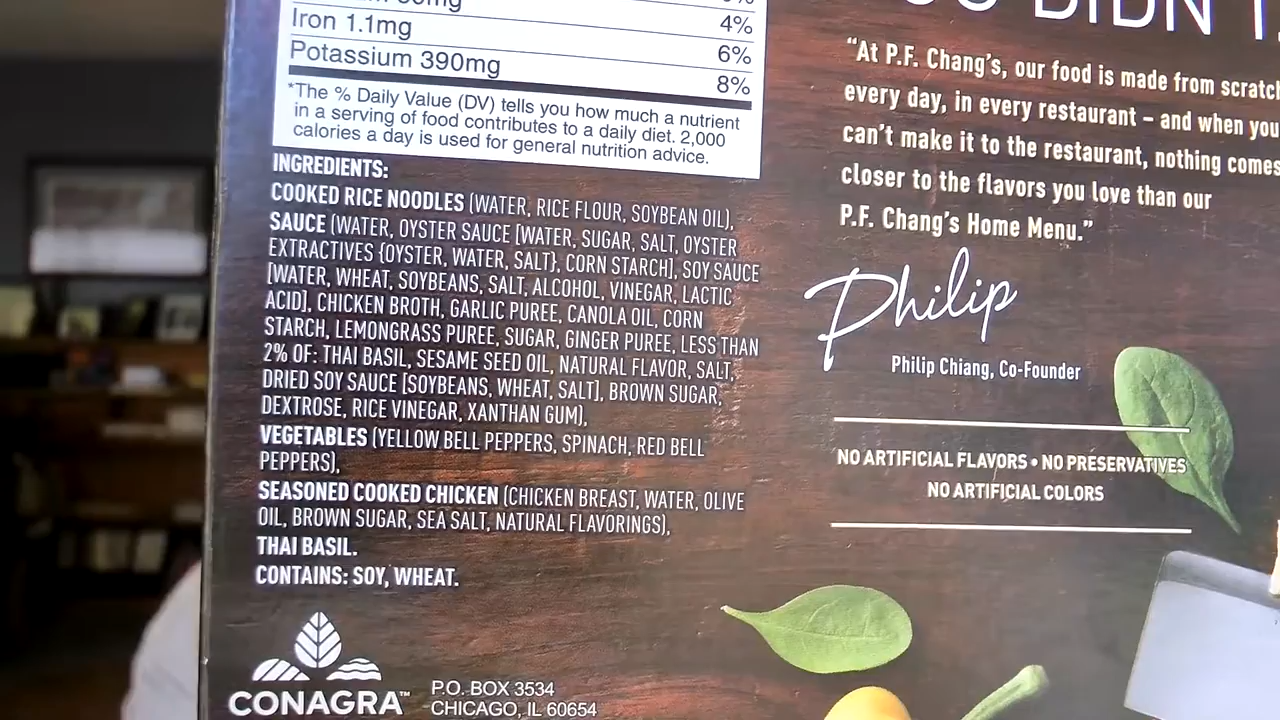 4%
Iron 1.1mg
6%
Potassium 390mg
8%
*The % Daily Value (DV) tells you how much a nutrient
in a serving of food contributes to a daily diet. 2,000
calories a day is used for general nutrition advice.
INGREDIENTS:
COOKED RICE NOODLES (WATER, RICE FLOUR, SOYBEAN OIL),
SAUCE (WATER, OYSTER SAUCE [WATER, SUGAR, SALT, OYSTER
EXTRACTIVES {OYSTER, WATER, SALT}, CORN STARCH], SOY SAUCE
[WATER, WHEAT, SOYBEANS, SALT, ALCOHOL, VINEGAR, LACTIC
ACID], CHICKEN BROTH, GARLIC PUREE, CANOLA OIL, CORN
STARCH, LEMONGRASS PUREE, SUGAR, GINGER PUREE, LESS THAN
2% OF: THAI BASIL, SESAME SEED OIL, NATURAL FLAVOR, SALT,
DRIED SOY SAUCE [SOYBEANS, WHEAT, SALT], BROWN SUGAR,
DEXTROSE, RICE VINEGAR, XANTHAN GUM),
VEGETABLES (YELLOW BELL PEPPERS, SPINACH, RED BELL
PEPPERS),
SEASONED COOKED CHICKEN (CHICKEN BREAST, WATER, OLIVE
OIL, BROWN SUGAR, SEA SALT, NATURAL FLAVORINGS),
THAI BASIL.
CONTAINS: SOY, WHEAT.
CONAGRA™
P.O. BOX 3534
CHICAGO, IL 60654
DIDN'T
“At P.F. Chang’s, our food is made from scratch
every day, in every restaurant – and when you
can’t make it to the restaurant, nothing comes
closer to the flavors you love than our
P.F. Chang’s Home Menu.”
Philip
Philip Chiang, Co-Founder
NO ARTIFICIAL FLAVORS • NO PRESERVATIVES
NO ARTIFICIAL COLORS